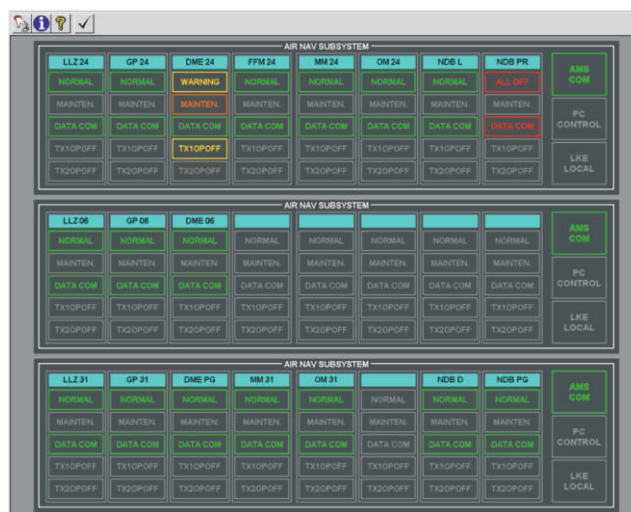 AIR NAV SUBSYSTEM
LLZ 24 GP 24 DME 24 FFM 24 MM 24 OM 24 NDB L NDB PR AMS COM
NORMAL NORMAL WARNING NORMAL NORMAL NORMAL NORMAL ALL OFF
MAINTEN. MAINTEN. MAINTEN. MAINTEN. MAINTEN. MAINTEN. MAINTEN. MAINTEN. PC CONTROL
DATA COM DATA COM DATA COM DATA COM DATA COM DATA COM DATA COM DATA COM
TX1OPOFF TX1OPOFF TX1OPOFF TX1OPOFF TX1OPOFF TX1OPOFF TX1OPOFF TX1OPOFF LKE LOCAL
TX2OPOFF TX2OPOFF TX2OPOFF TX2OPOFF TX2OPOFF TX2OPOFF TX2OPOFF TX2OPOFF
AIR NAV SUBSYSTEM
LLZ 06 GP 06 DME 06 AMS COM
NORMAL NORMAL NORMAL NORMAL NORMAL NORMAL NORMAL NORMAL
MAINTEN. MAINTEN. MAINTEN. MAINTEN. MAINTEN. MAINTEN. MAINTEN. MAINTEN. PC CONTROL
DATA COM DATA COM DATA COM DATA COM DATA COM DATA COM DATA COM DATA COM
TX1OPOFF TX1OPOFF TX1OPOFF TX1OPOFF TX1OPOFF TX1OPOFF TX1OPOFF TX1OPOFF LKE LOCAL
TX2OPOFF TX2OPOFF TX2OPOFF TX2OPOFF TX2OPOFF TX2OPOFF TX2OPOFF TX2OPOFF
AIR NAV SUBSYSTEM
LLZ 31 GP 31 DME PG MM 31 OM 31 NDB D NDB PG AMS COM
NORMAL NORMAL NORMAL NORMAL NORMAL NORMAL NORMAL NORMAL
MAINTEN. MAINTEN. MAINTEN. MAINTEN. MAINTEN. MAINTEN. MAINTEN. MAINTEN. PC CONTROL
DATA COM DATA COM DATA COM DATA COM DATA COM DATA COM DATA COM DATA COM
TX1OPOFF TX1OPOFF TX1OPOFF TX1OPOFF TX1OPOFF TX1OPOFF TX1OPOFF TX1OPOFF LKE LOCAL
TX2OPOFF TX2OPOFF TX2OPOFF TX2OPOFF TX2OPOFF TX2OPOFF TX2OPOFF TX2OPOFF